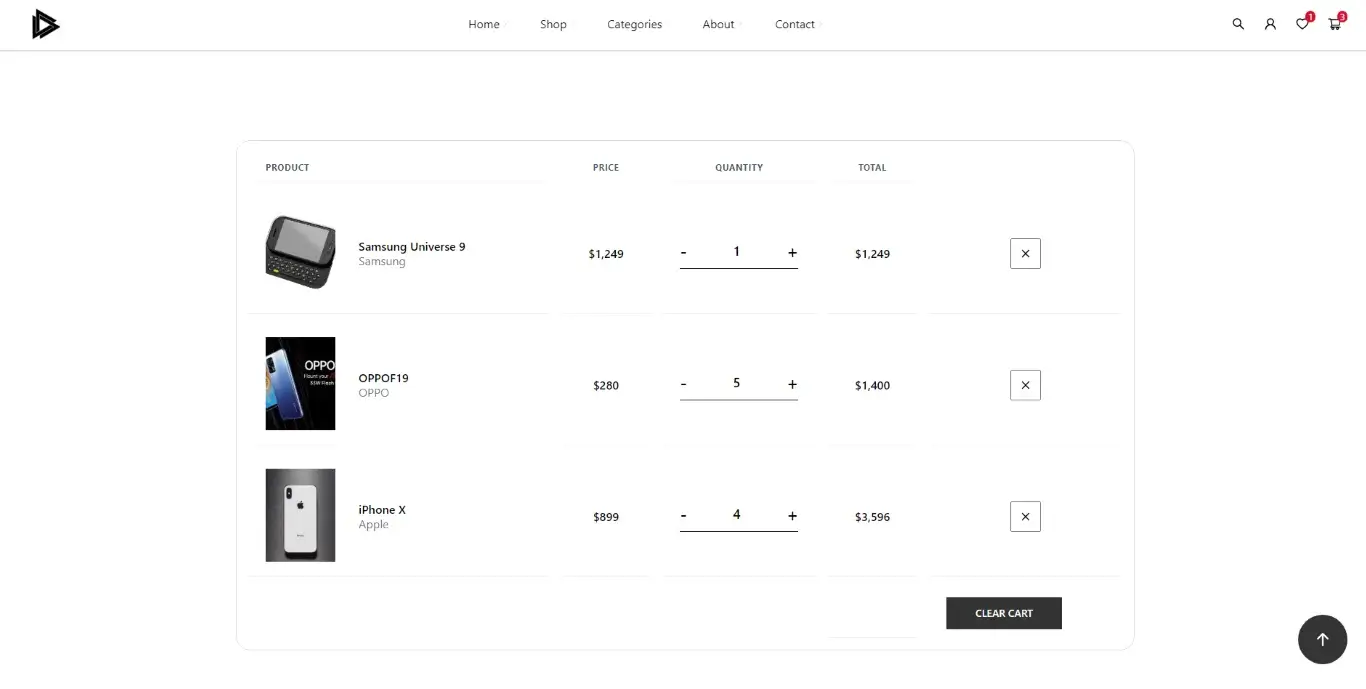 Home
Shop
Categories
About
Contact
1
3
PRODUCT
PRICE
QUANTITY
TOTAL
Samsung Universe 9
Samsung
$1,249
- 1 +
$1,249
×
OPPO
OPPOF19
OPPO
$280
- 5 +
$1,400
×
iPhone X
Apple
$899
- 4 +
$3,596
×
CLEAR CART